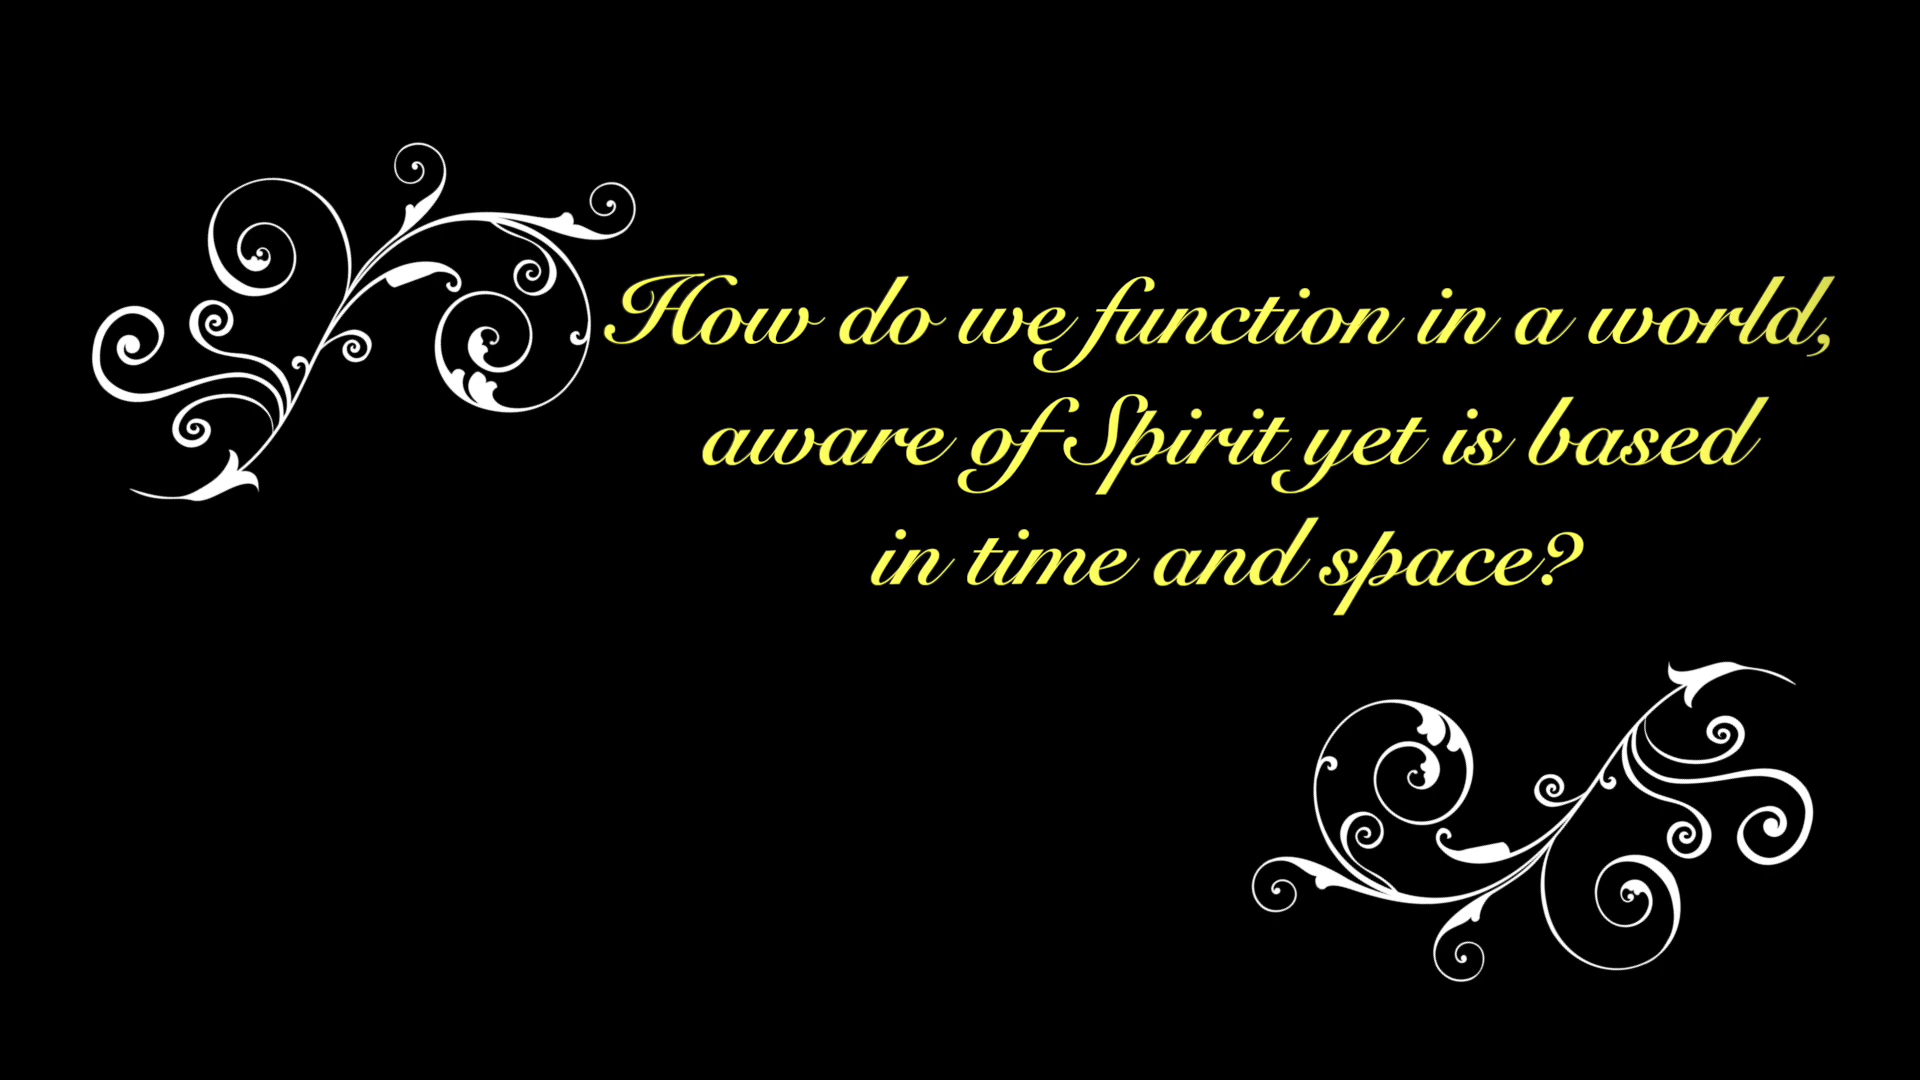 How do we function in a world,
aware of Spirit yet is based
in time and space?